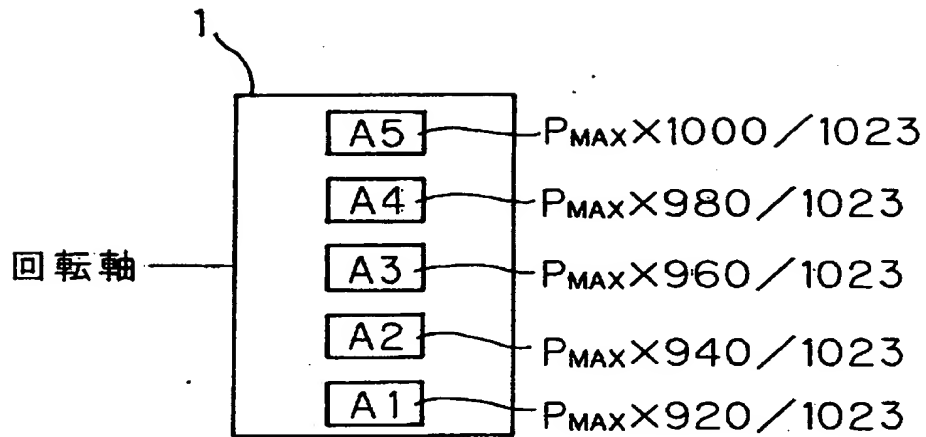 1
A5 PMAX×1000/1023
A4 PMAX×980/1023
回転軸 A3 PMAX×960/1023
A2 PMAX×940/1023
A1 PMAX×920/1023